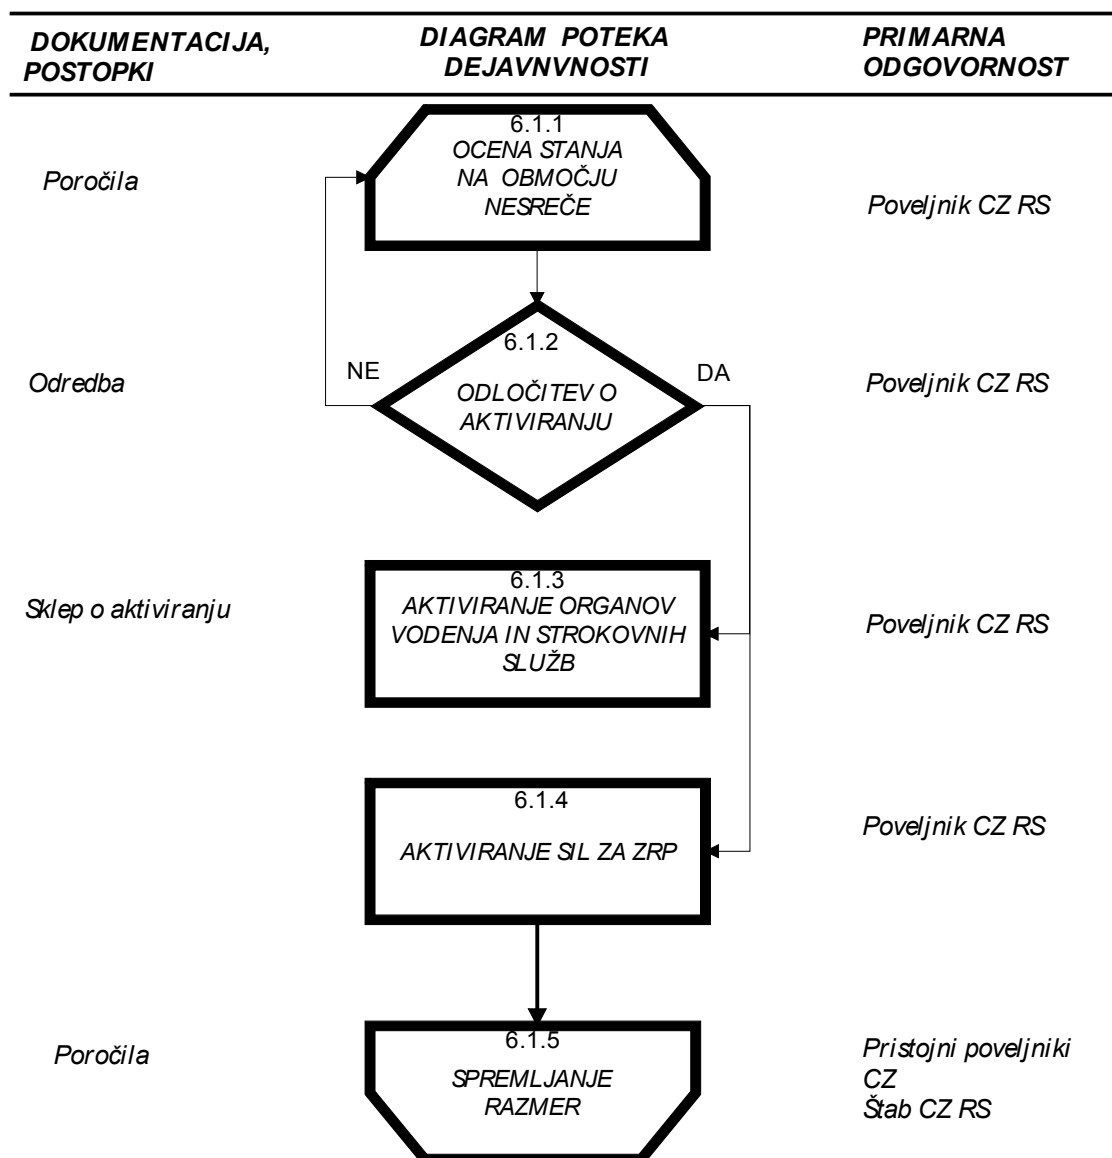 DOKUMENTACIJA,
POSTOPKI
DIAGRAM POTEKA
DEJAVNVNOSTI
PRIMARNA
ODGOVORNOST
Poročila
6.1.1
OCENA STANJA
NA OBMOČJU
NESREČE
Poveljnik CZ RS
Odredba
NE
6.1.2
ODLOČITEV O
AKTIVIRANJU
DA
Poveljnik CZ RS
Sklep o aktiviranju
6.1.3
AKTIVIRANJE ORGANOV
VODENJA IN STROKOVNIH
SLUŽB
Poveljnik CZ RS
6.1.4
AKTIVIRANJE SIL ZA ZRP
Poveljnik CZ RS
Poročila
6.1.5
SPREMLJANJE
RAZMER
Pristojni poveljniki
CZ
Štab CZ RS